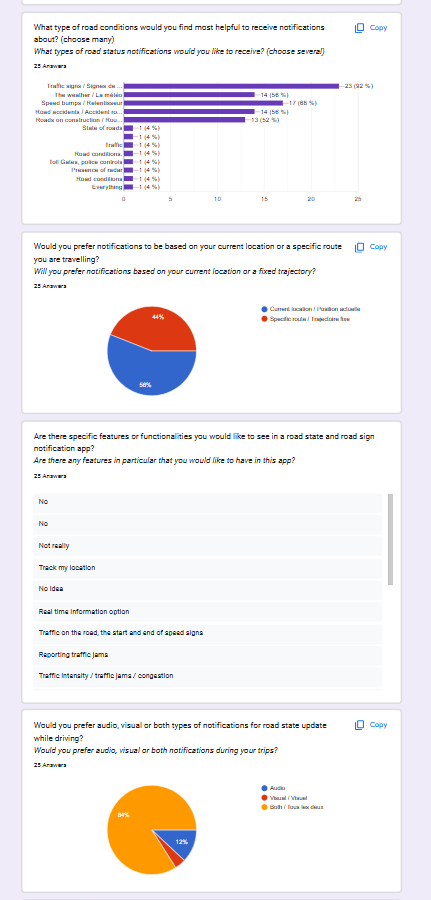 What type of road conditions would you find most helpful to receive notifications
Copy
about? (choose many)
What types of road status notifications would you like to receive? (choose several)
25 Answers
Traffic signs / Signes de ...
23 (92 %)
The weather / La météo
14 (56 %)
Speed bumps / Ralentisseur
17 (68 %)
Road accidents / Accident ro...
14 (56 %)
Roads on construction / Rou...
13 (52 %)
State of roads
1 (4 %)
1 (4 %)
Traffic
1 (4 %)
Road conditions.
1 (4 %)
Toll Gates, police controls
1 (4 %)
Presence of radar
1 (4 %)
Road conditions
1 (4 %)
Everything
1 (4 %)
0 5 10 15 20 25
Would you prefer notifications to be based on your current location or a specific route
Copy
you are travelling?
Will you prefer notifications based on your current location or a fixed trajectory?
25 Answers
Current location / Position actuelle
Specific route / Trajectoire fixe
44%
56%
Are there specific features or functionalities you would like to see in a road state and road sign
notification app?
Are there any features in particular that you would like to have in this app?
25 Answers
No
No
Not really
Track my location
No idea
Real time information option
Traffic on the road, the start and end of speed signs
Reporting traffic jams
Traffic intensity / traffic jams / congestion
Would you prefer audio, visual or both types of notifications for road state update
Copy
while driving?
Would you prefer audio, visual or both notifications during your trips?
25 Answers
Audio
Visual / Visuel
Both / Tous les deux
84%
12%